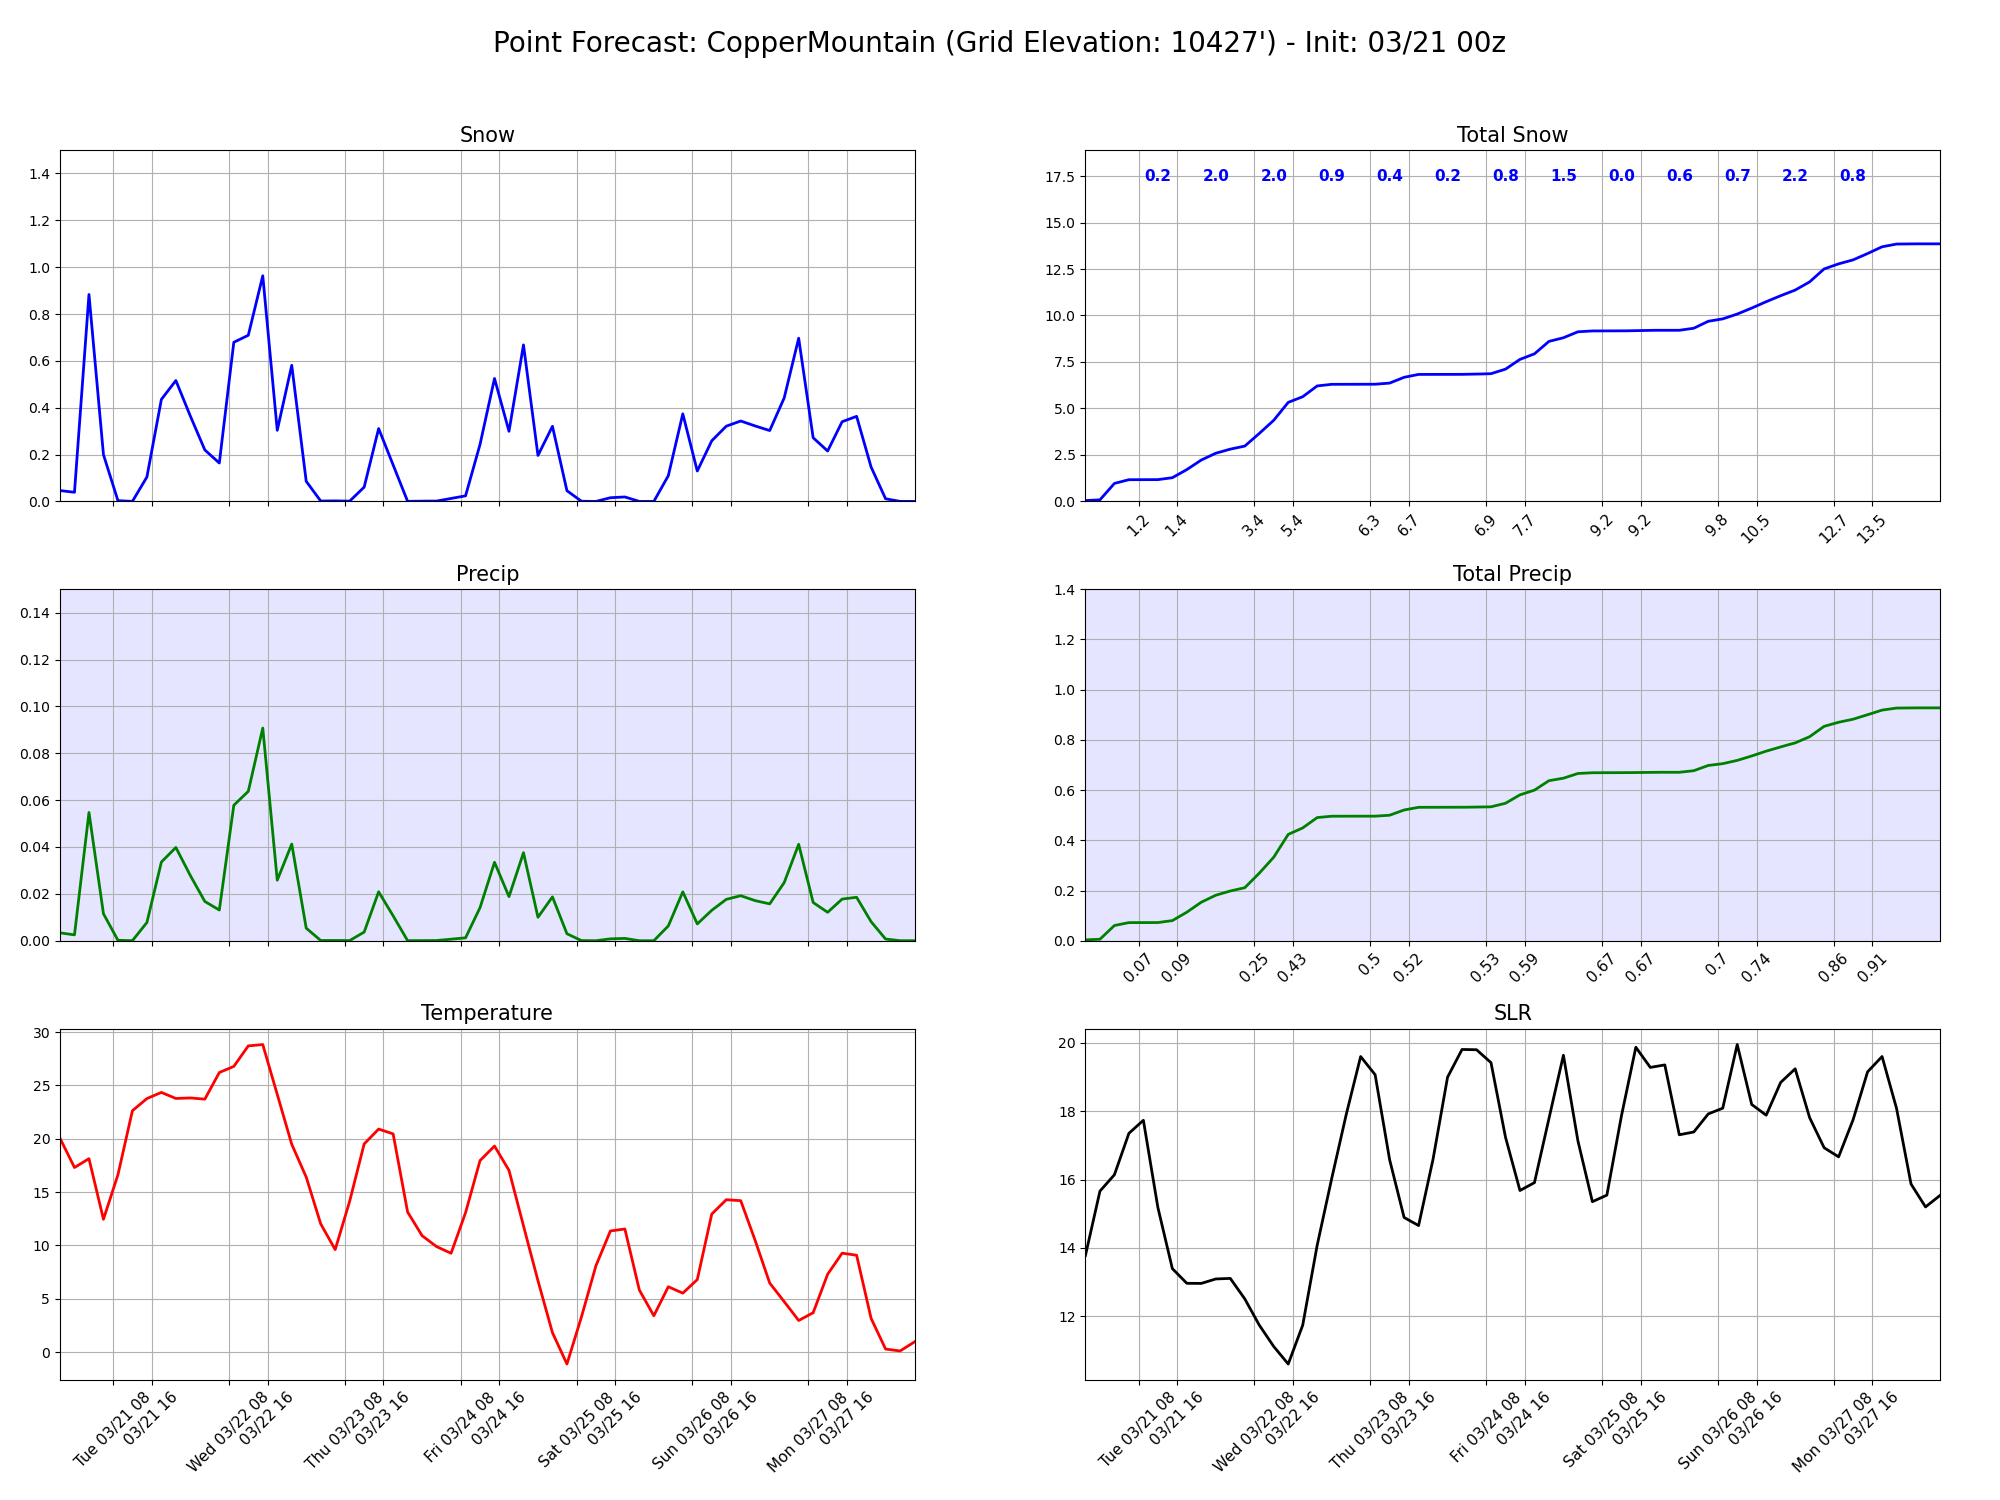 Point Forecast: CopperMountain (Grid Elevation: 10427') - Init: 03/21 00z
Snow
1.4
1.2
1.0
0.8
0.6
0.4
0.2
0.0
Total Snow
0.2 2.0 2.0 0.9 0.4 0.2 0.8 1.5 0.0 0.6 0.7 2.2 0.8
17.5
15.0
12.5
10.0
7.5
5.0
2.5
0.0
1.2 1.4 3.4 5.4 6.3 6.7 6.9 7.7 9.2 9.2 9.8 10.5 12.7 13.5
Precip
0.14
0.12
0.10
0.08
0.06
0.04
0.02
0.00
Total Precip
1.4
1.2
1.0
0.8
0.6
0.4
0.2
0.0
0.07 0.09 0.25 0.43 0.5 0.52 0.53 0.59 0.67 0.67 0.7 0.74 0.86 0.91
Temperature
30
25
20
15
10
5
0
Tue 03/21 08
03/21 16
Wed 03/22 08
03/22 16
Thu 03/23 08
03/23 16
Fri 03/24 08
03/24 16
Sat 03/25 08
03/25 16
Sun 03/26 08
03/26 16
Mon 03/27 08
03/27 16
SLR
20
18
16
14
12
Tue 03/21 08
03/21 16
Wed 03/22 08
03/22 16
Thu 03/23 08
03/23 16
Fri 03/24 08
03/24 16
Sat 03/25 08
03/25 16
Sun 03/26 08
03/26 16
Mon 03/27 08
03/27 16